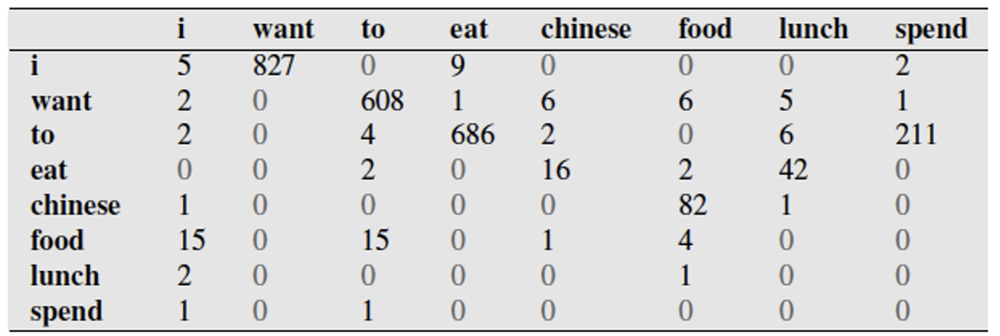 i want to eat chinese food lunch spend
i 5 827 0 9 0 0 0 2
want 2 0 608 1 6 6 5 1
to 2 0 4 686 2 0 6 211
eat 0 0 2 0 16 2 42 0
chinese 1 0 0 0 0 82 1 0
food 15 0 15 0 1 4 0 0
lunch 2 0 0 0 0 1 0 0
spend 1 0 1 0 0 0 0 0